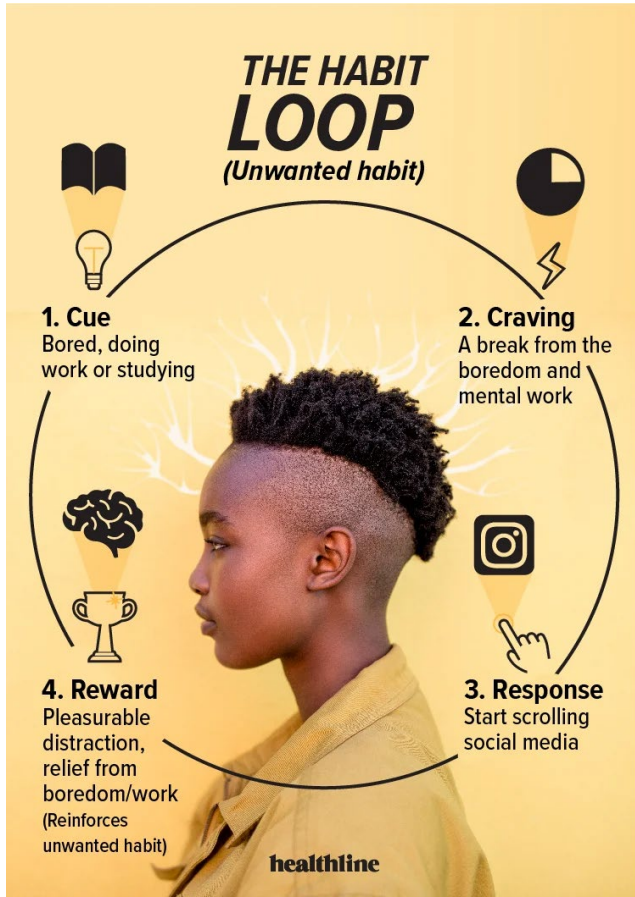 THE HABIT
LOOP
(Unwanted habit)
1. Cue
Bored, doing
work or studying
2. Craving
A break from the
boredom and
mental work
3. Response
Start scrolling
social media
4. Reward
Pleasurable
distraction,
relief from
boredom/work
(Reinforces
unwanted habit)
healthline